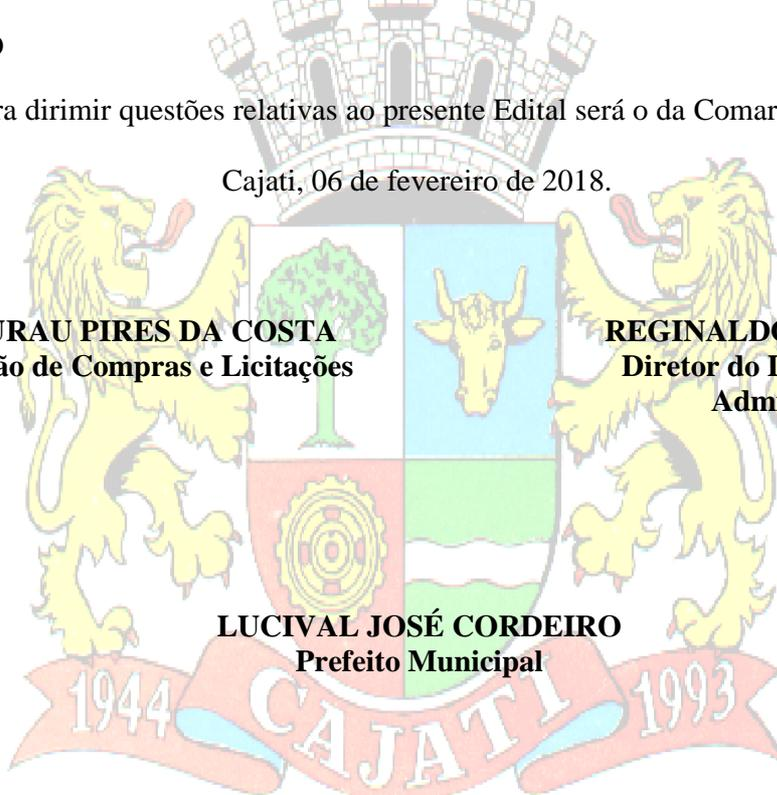 ra dirimir questões relativas ao presente Edital será o da Comar
Cajati, 06 de fevereiro de 2018.
URAU PIRES DA COSTA
ão de Compras e Licitações
REGINALDO
Diretor do
Adm
LUCIVAL JOSÉ CORDEIRO
Prefeito Municipal
1944
CAJATI
1993